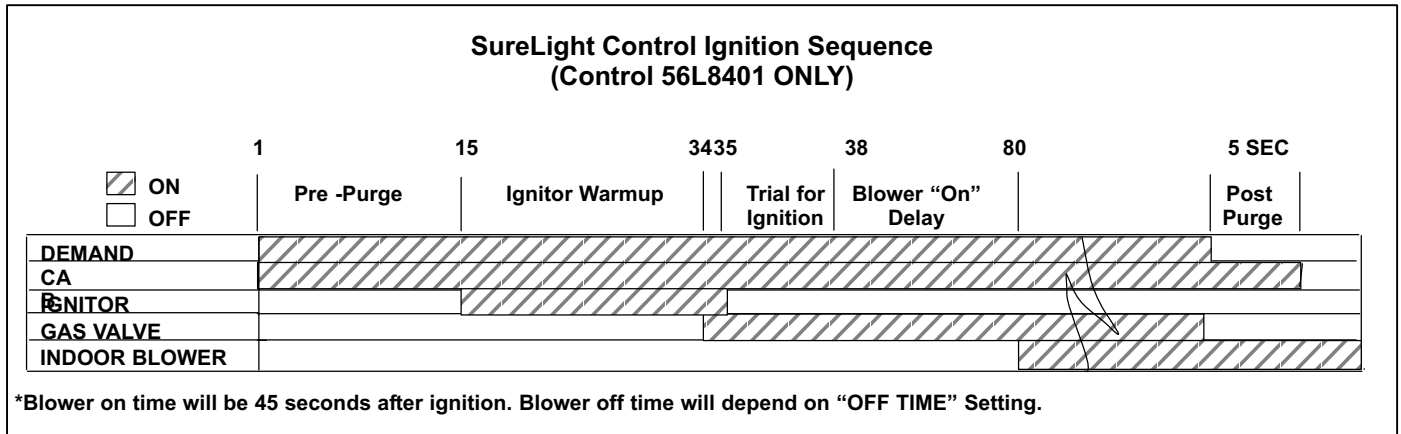 SureLight Control Ignition Sequence
(Control 56L8401 ONLY)
1 15 3435 38 80 5 SEC
ON
OFF
Pre -Purge Ignitor Warmup Trial for Blower “On” Post
Ignition Delay Purge
DEMAND
CA
B
IGNITOR
GAS VALVE
INDOOR BLOWER
*Blower on time will be 45 seconds after ignition. Blower off time will depend on “OFF TIME” Setting.